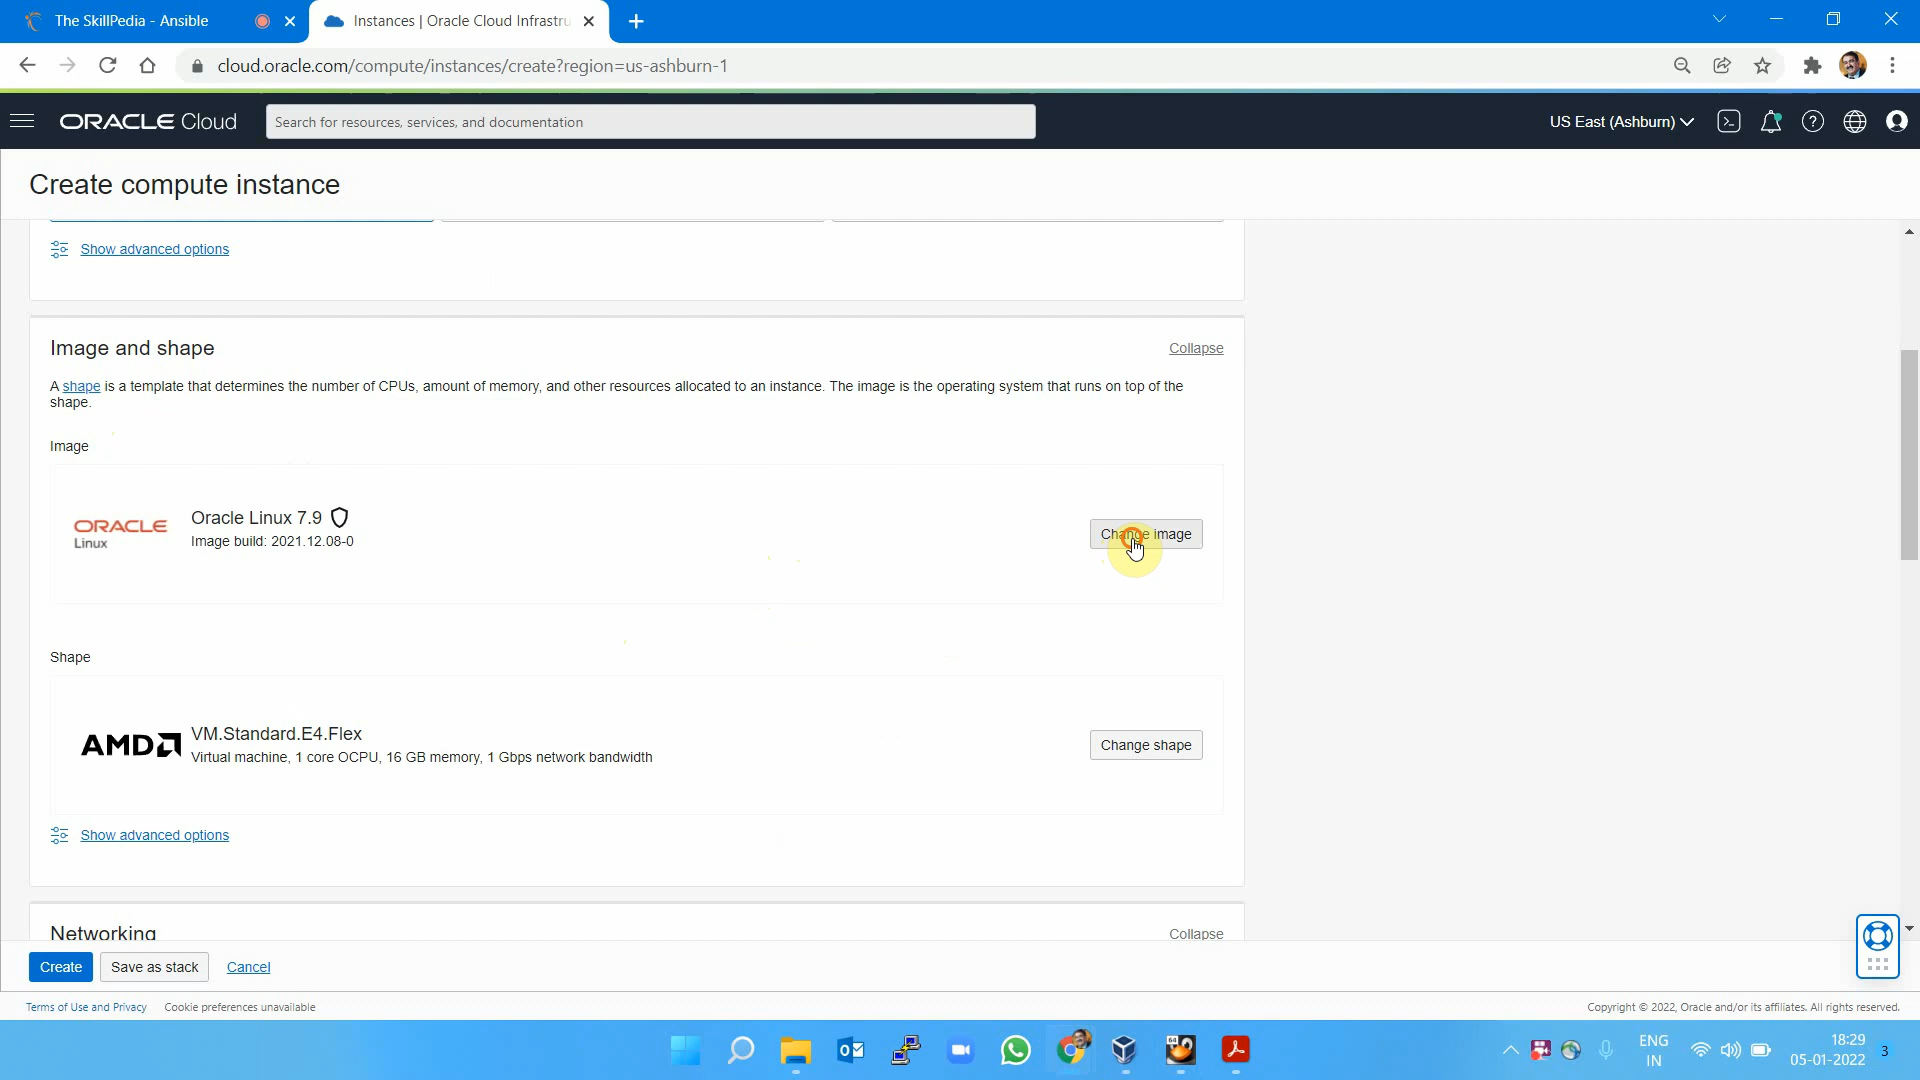 The SkillPedia - Ansible
Instances | Oracle Cloud Infrastru
cloud.oracle.com/compute/instances/create?region=us-ashburn-1
ORACLE Cloud
Search for resources, services, and documentation
US East (Ashburn)
Create compute instance
Show advanced options
Image and shape
Collapse
A shape is a template that determines the number of CPUs, amount of memory, and other resources allocated to an instance. The image is the operating system that runs on top of the
shape.
Image
ORACLE
Linux
Oracle Linux 7.9
Image build: 2021.12.08-0
Change image
Shape
AMD
VM.Standard.E4.Flex
Virtual machine, 1 core OCPU, 16 GB memory, 1 Gbps network bandwidth
Change shape
Show advanced options
Networking
Collapse
Create
Save as stack
Cancel
Terms of Use and Privacy
Cookie preferences unavailable
Copyright © 2022, Oracle and/or its affiliates. All rights reserved.
64
ENG
IN
18:29
05-01-2022
3